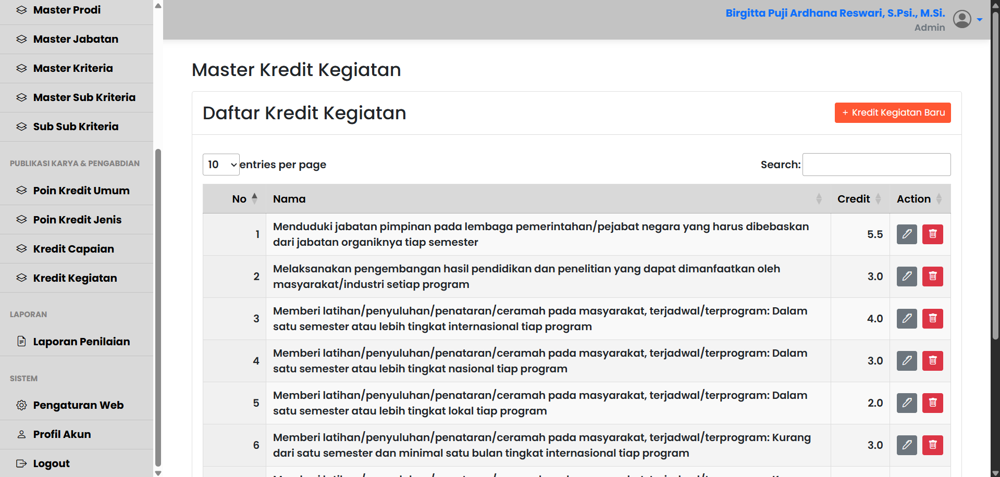 Master Prodi
Master Jabatan
Master Kriteria
Master Sub Kriteria
Sub Sub Kriteria
PUBLIKASI KARYA & PENGABDIAN
Poin Kredit Umum
Poin Kredit Jenis
Kredit Capaian
Kredit Kegiatan
LAPORAN
Laporan Penilaian
SISTEM
Pengaturan Web
Profil Akun
Logout
Birgitta Puji Ardhana Reswari, S.Psi., M.Si.
Admin
Master Kredit Kegiatan
Daftar Kredit Kegiatan
+ Kredit Kegiatan Baru
10 entries per page
Search:
No Nama Credit Action
1 Menduduki jabatan pimpinan pada lembaga pemerintahan/pejabat negara yang harus dibebaskan
dari jabatan organiknya tiap semester 5.5
2 Melaksanakan pengembangan hasil pendidikan dan penelitian yang dapat dimanfaatkan oleh
masyarakat/industri setiap program 3.0
3 Memberi latihan/penyuluhan/penataran/ceramah pada masyarakat, terjadwal/terprogram: Dalam
satu semester atau lebih tingkat internasional tiap program 4.0
4 Memberi latihan/penyuluhan/penataran/ceramah pada masyarakat, terjadwal/terprogram: Dalam
satu semester atau lebih tingkat nasional tiap program 3.0
5 Memberi latihan/penyuluhan/penataran/ceramah pada masyarakat, terjadwal/terprogram: Dalam
satu semester atau lebih tingkat lokal tiap program 2.0
6 Memberi latihan/penyuluhan/penataran/ceramah pada masyarakat, terjadwal/terprogram: Kurang
dari satu semester dan minimal satu bulan tingkat internasional tiap program 3.0